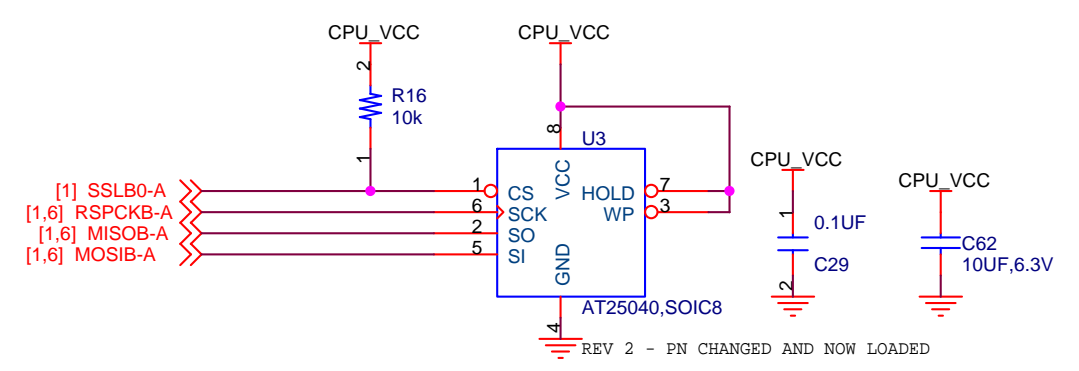 CPU_VCC
CPU_VCC
2
R16
10k
1
8
U3
VCC
CPU_VCC
CPU_VCC
[1] SSLB0-A
1
CS
HOLD
7
[1,6] RSPCKB-A
6
SCK
WP
3
[1,6] MISOB-A
2
SO
[1,6] MOSIB-A
5
SI
GND
1
0.1UF
C29
2
C62
10UF,6.3V
AT25040,SOIC8
4
REV 2 - PN CHANGED AND NOW LOADED